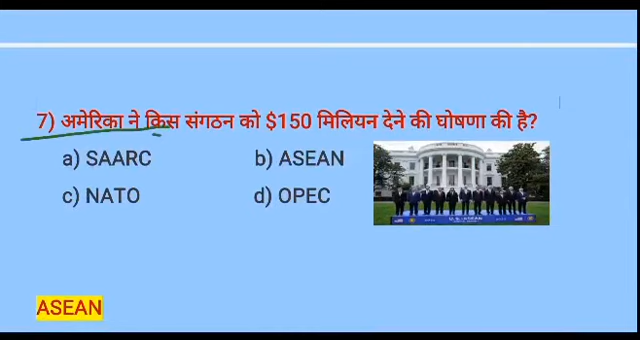 7) अमेरिका ने किस संगठन को $150 मिलियन देने की घोषणा की है?
a) SAARC b) ASEAN
c) NATO d) OPEC
ASEAN